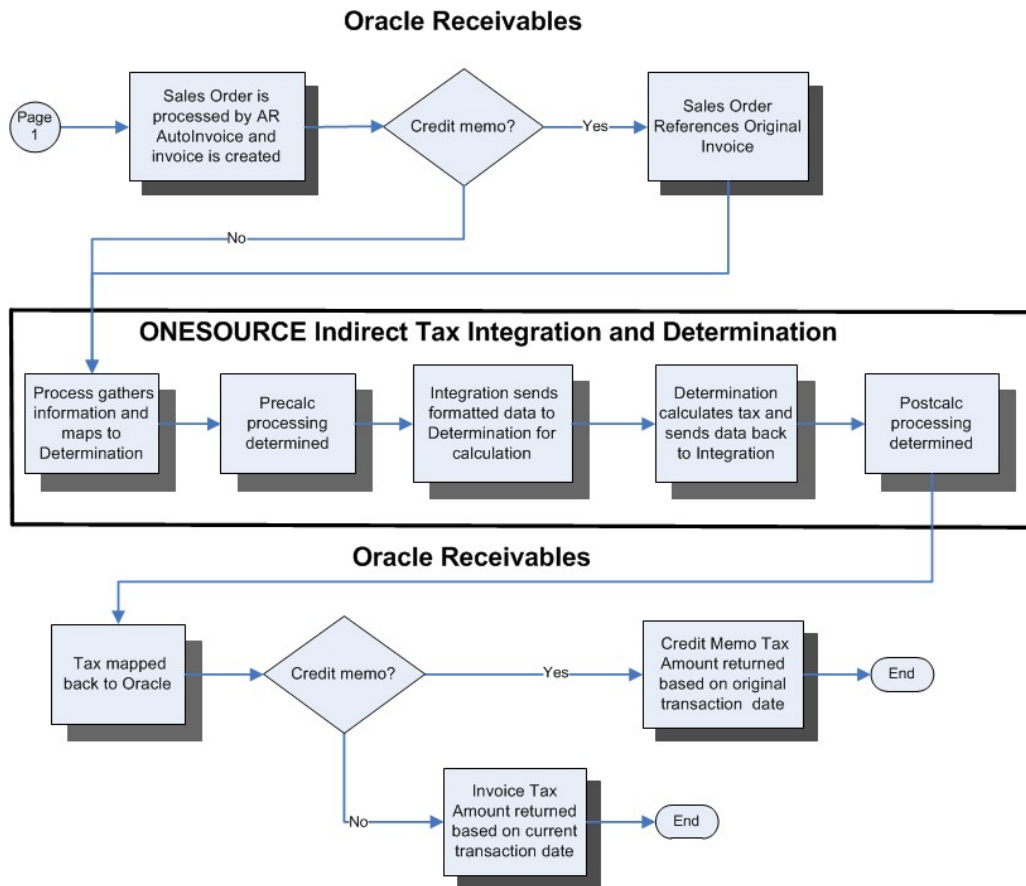 Oracle Receivables
Page
1
Sales Order is
processed by AR
AutoInvoice and
invoice is created
Credit memo?
Yes
Sales Order
References Original
Invoice
No
ONESOURCE Indirect Tax Integration and Determination
Process gathers
information and
maps to
Determination
Precalc
processing
determined
Integration sends
formatted data to
Determination for
calculation
Determination
calculates tax and
sends data back
to Integration
Postcalc
processing
determined
Oracle Receivables
Tax mapped
back to Oracle
Credit memo?
Yes
Credit Memo Tax
Amount returned
based on original
transaction date
End
No
Invoice Tax
Amount returned
based on current
transaction date
End